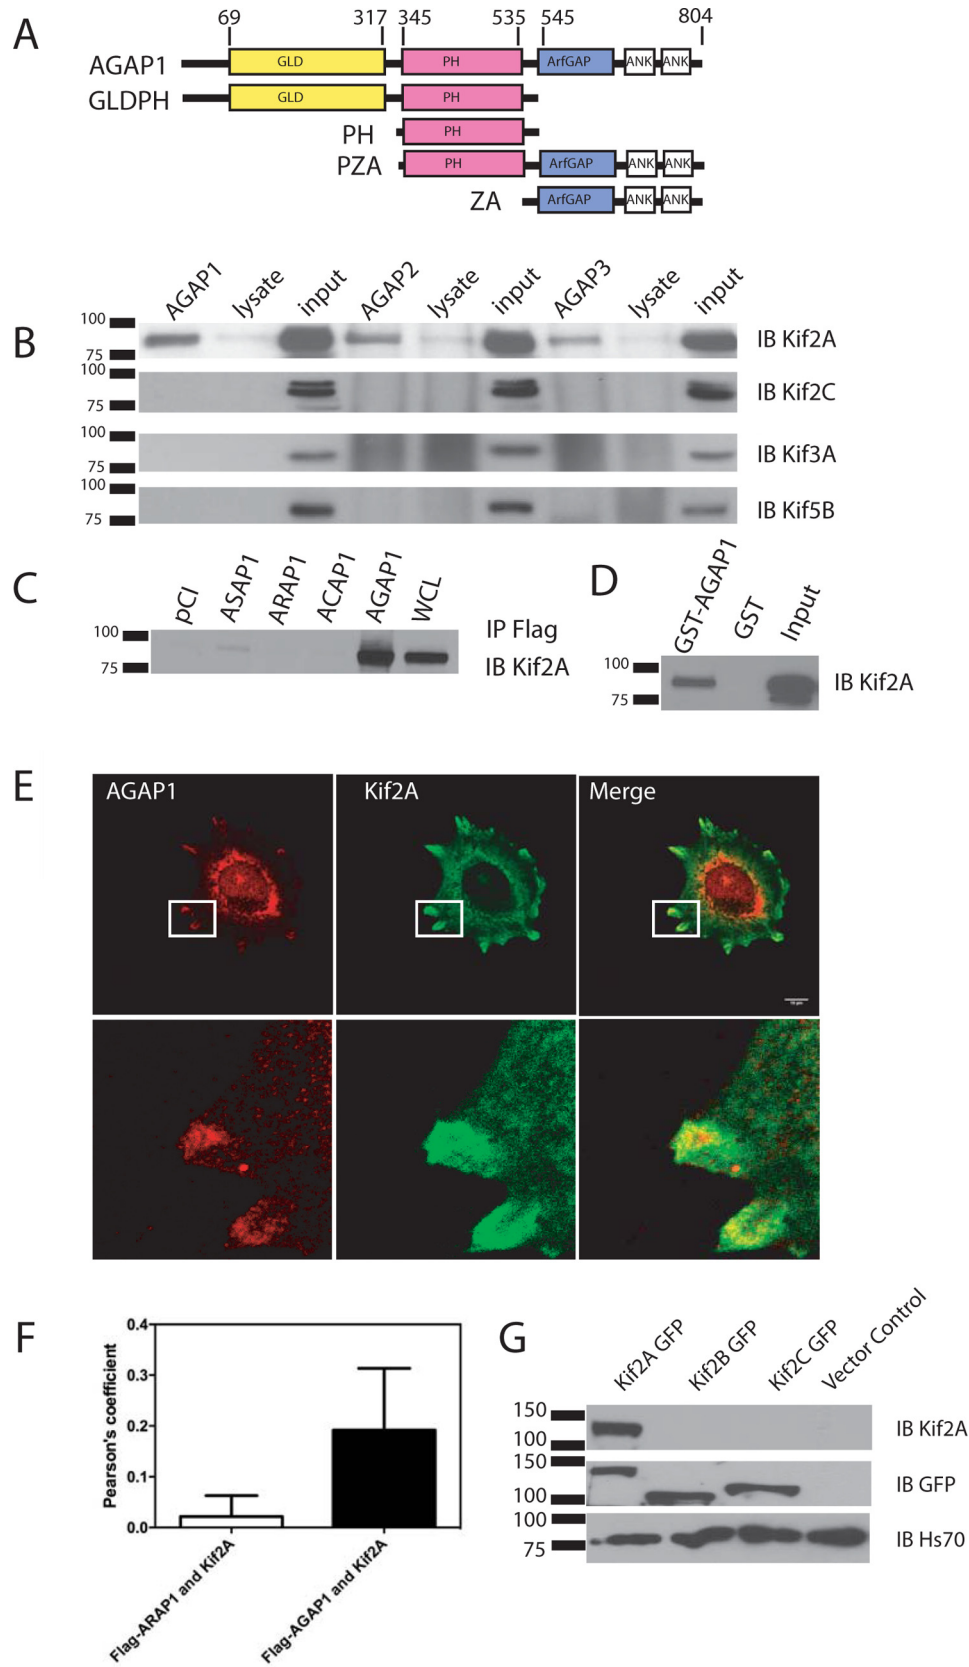 A
69 317 345 535 545 804
AGAP1 GLD PH ArfGAP ANK ANK
GLDPH GLD PH
PH PH
PZA PH ArfGAP ANK ANK
ZA ArfGAP ANK ANK
B
AGAP1 lysate input AGAP2 lysate input AGAP3 lysate input
100
75
IB Kif2A
100
75
IB Kif2C
100
75
IB Kif3A
100
75
IB Kif5B
C
pCI ASAP1 ARAP1 ACAP1 AGAP1 WCL
100
75
IP Flag
IB Kif2A
D
GST-AGAP1 GST Input
100
75
IB Kif2A
E
AGAP1 Kif2A Merge
F
Pearson's coefficient
0.4
0.3
0.2
0.1
0.0
Flag-ARAP1 and Kif2A
Flag-AGAP1 and Kif2A
G
Kif2A GFP Kif2B GFP Kif2C GFP Vector Control
150
100
IB Kif2A
150
100
IB GFP
100
75
IB Hs70